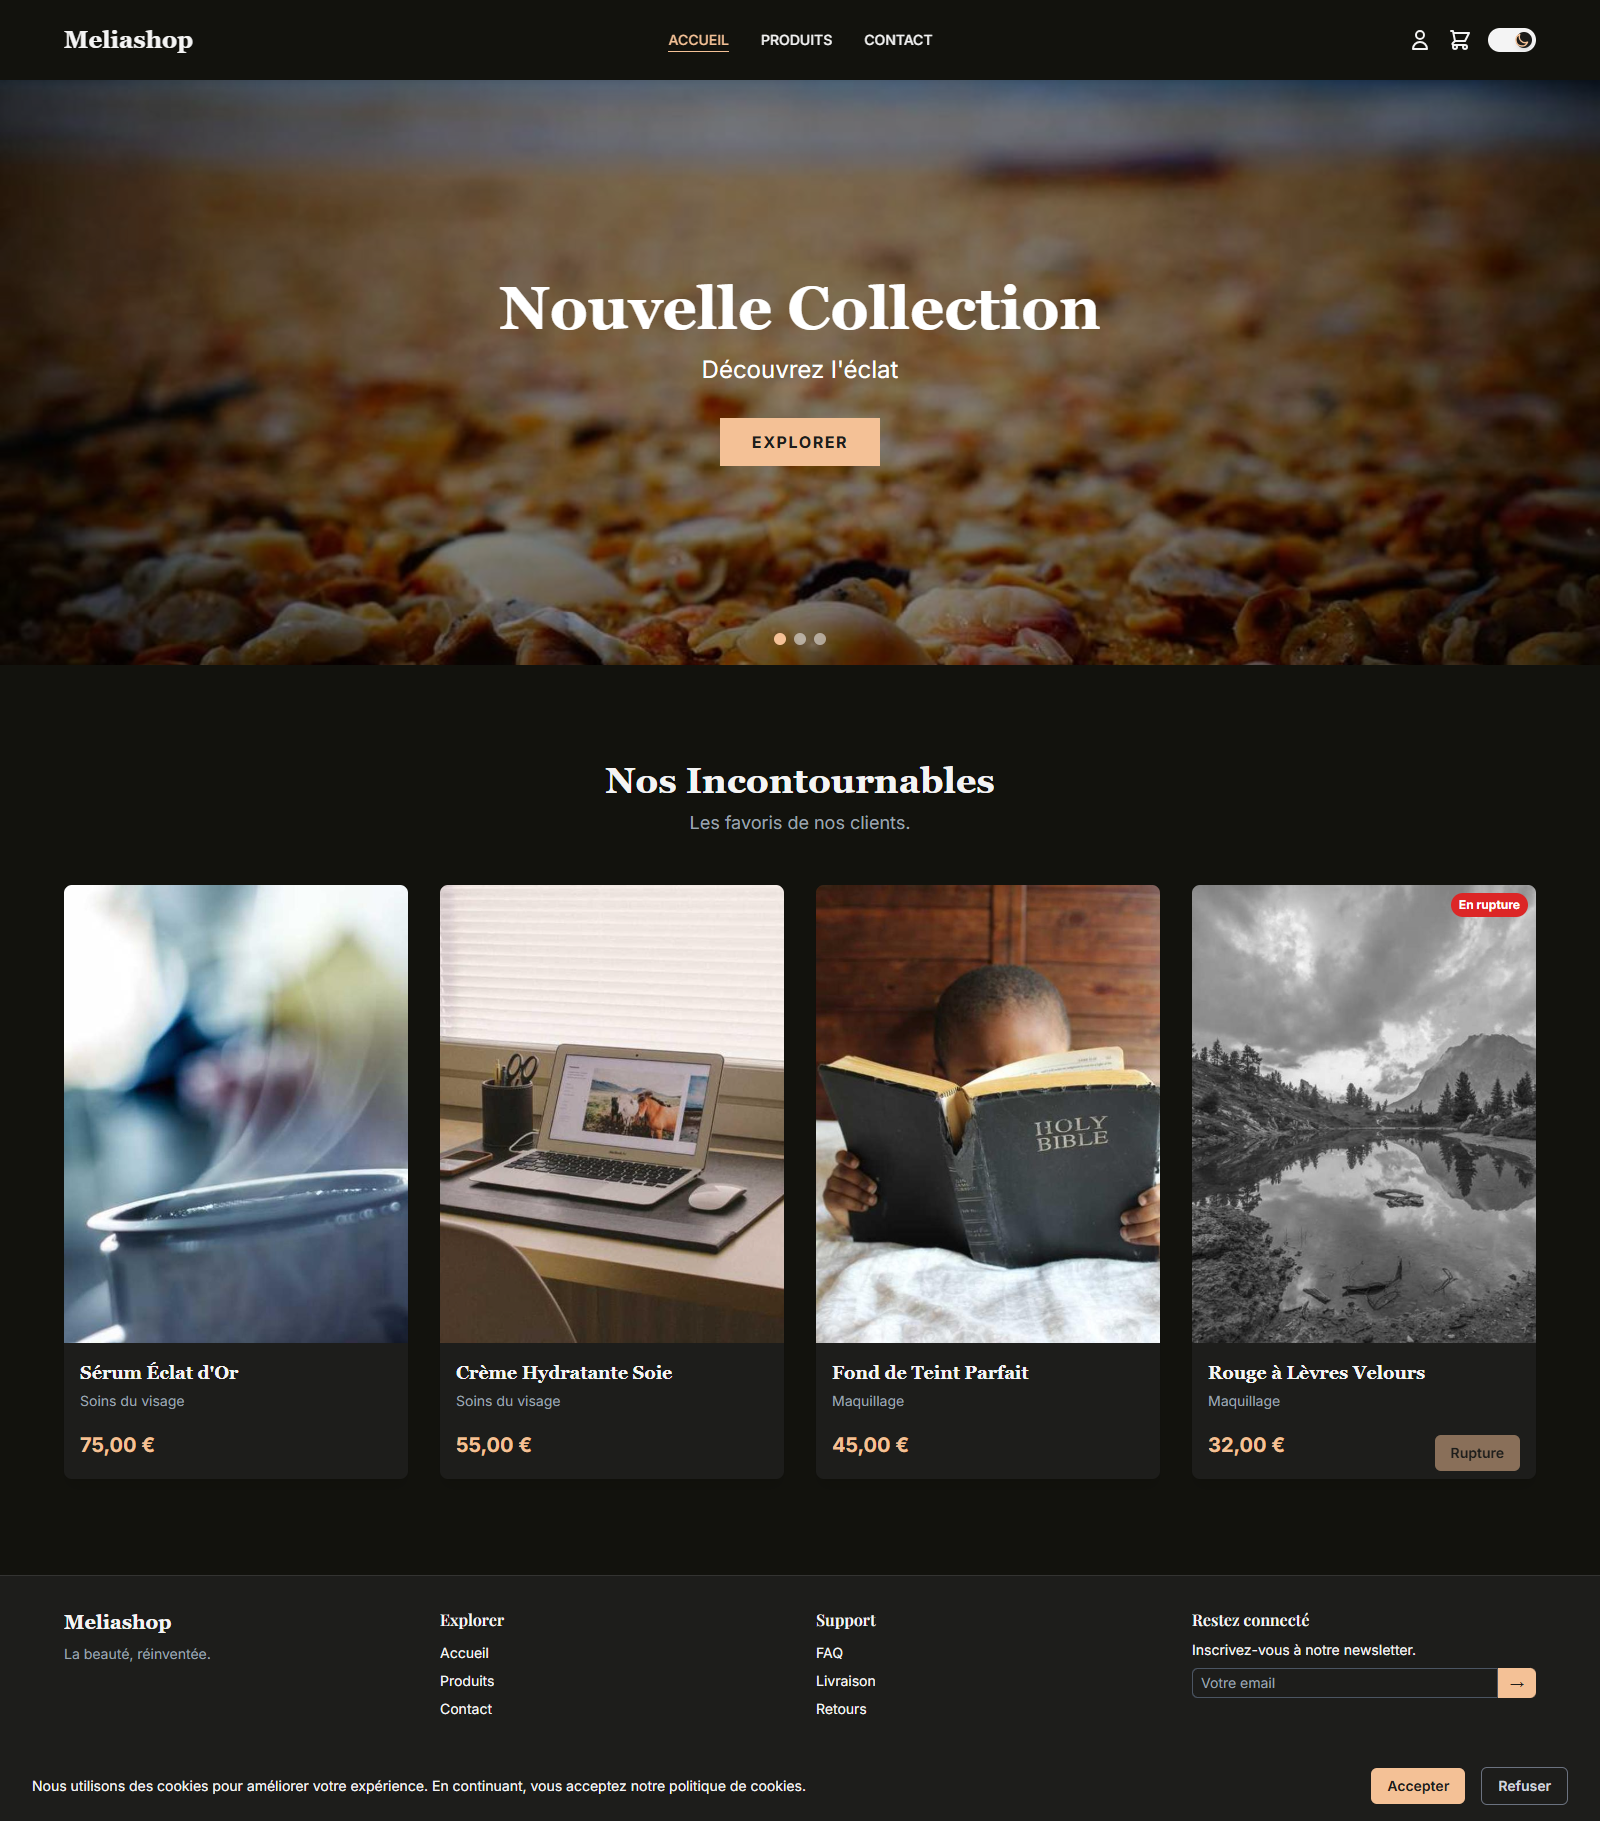 Meliashop
ACCUEIL PRODUITS CONTACT
Nouvelle Collection
Découvrez l'éclat
EXPLORER
Nos Incontournables
Les favoris de nos clients.
En rupture
HOLY
BIBLE
Sérum Éclat d'Or
Soins du visage
75,00 €
Crème Hydratante Soie
Soins du visage
55,00 €
Fond de Teint Parfait
Maquillage
45,00 €
Rouge à Lèvres Velours
Maquillage
32,00 €
Rupture
Meliashop
La beauté, réinventée.
Explorer
Accueil
Produits
Contact
Support
FAQ
Livraison
Retours
Restez connecté
Inscrivez-vous à notre newsletter.
Votre email →
Nous utilisons des cookies pour améliorer votre expérience. En continuant, vous acceptez notre politique de cookies.
Accepter
Refuser